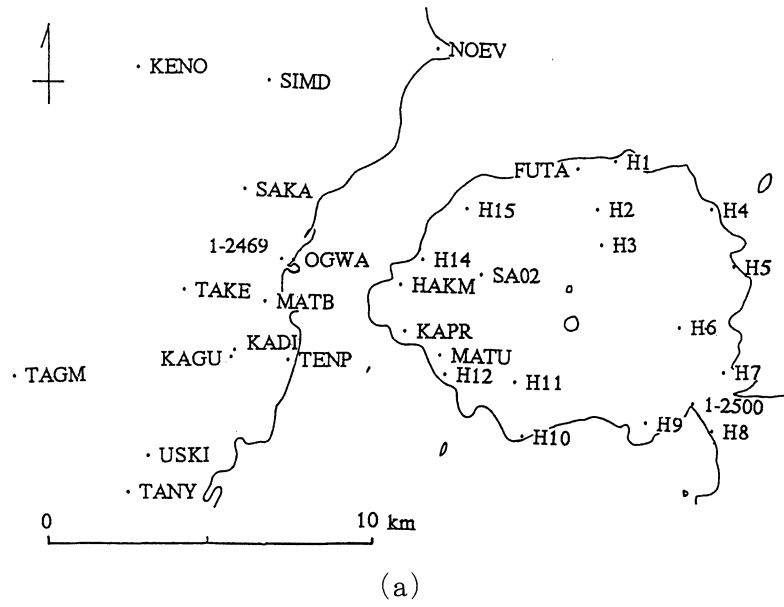 NOEV
KENO
SIMD
FUTA
H1
SAKA
H15
H2
H4
1-2469
OGWA
H14
H3
SA02
H5
TAKE
MATB
HAKM
KAPR
H6
KADI
KAGU
TENP
MATU
TAGM
H12
H11
H7
1-2500
H9
H8
H10
USKI
TANY
0
10 km
(a)